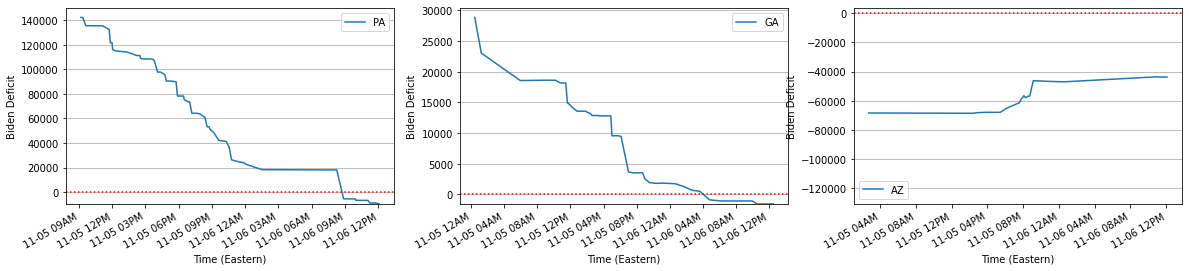 PA
140000
120000
100000
80000
60000
40000
20000
0
Biden Deficit
11-05 09AM
11-05 12PM
11-05 03PM
11-05 06PM
11-05 09PM
11-06 12AM
11-06 03AM
11-06 06AM
11-06 09AM
11-06 12PM
Time (Eastern)
GA
30000
25000
20000
15000
10000
5000
0
Biden Deficit
11-05 12AM
11-05 04AM
11-05 08AM
11-05 12PM
11-05 04PM
11-05 08PM
11-06 12AM
11-06 04AM
11-06 08AM
11-06 12PM
Time (Eastern)
AZ
0
−20000
−40000
−60000
−80000
−100000
−120000
Biden Deficit
11-05 04AM
11-05 08AM
11-05 12PM
11-05 04PM
11-05 08PM
11-06 12AM
11-06 04AM
11-06 08AM
11-06 12PM
Time (Eastern)